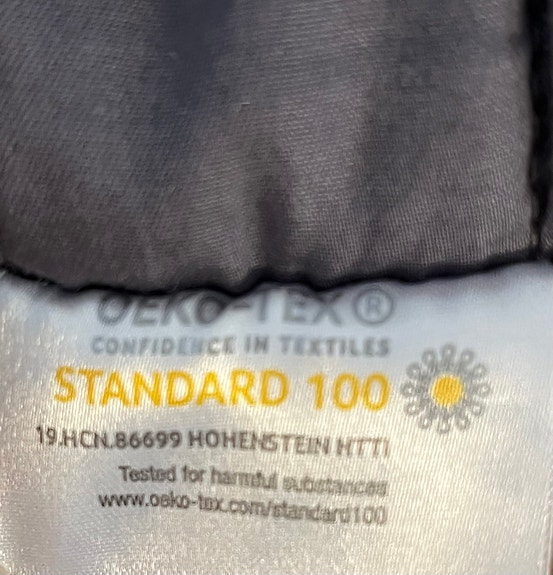 OEKO-TEX®
CONFIDENCE IN TEXTILES
STANDARD 100
19.HCN.86699 HOHENSTEIN HTTI
Tested for harmful substances
www.oeko-tex.com/standard100